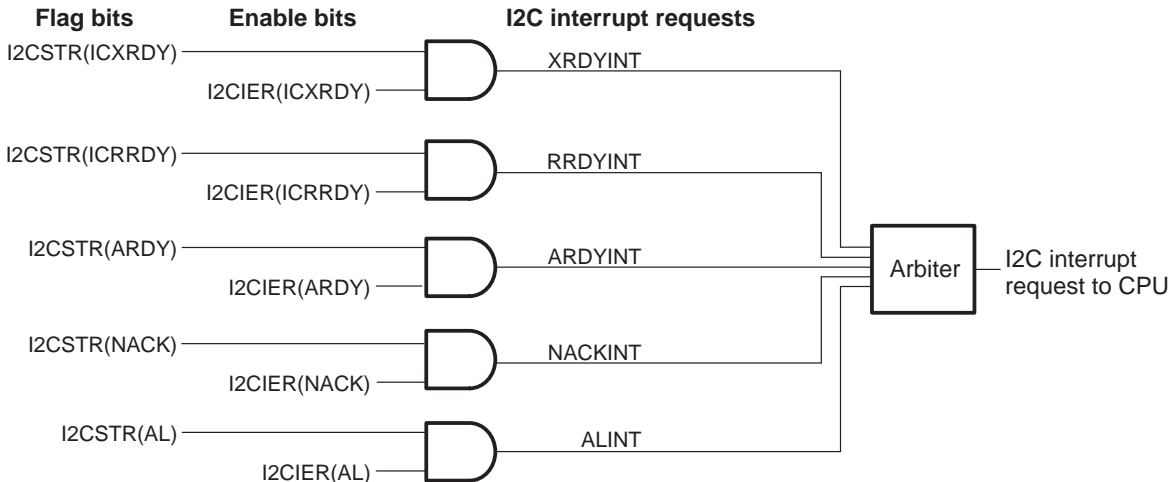 Flag bits Enable bits I2C interrupt requests
I2CSTR(ICXRDY)
XRDYINT
I2CIER(ICXRDY)
I2CSTR(ICRRDY)
RRDYINT
I2CIER(ICRRDY)
I2CSTR(ARDY)
ARDYINT
I2CIER(ARDY)
Arbiter
I2C interrupt
request to CPU
I2CSTR(NACK)
NACKINT
I2CIER(NACK)
I2CSTR(AL)
ALINT
I2CIER(AL)